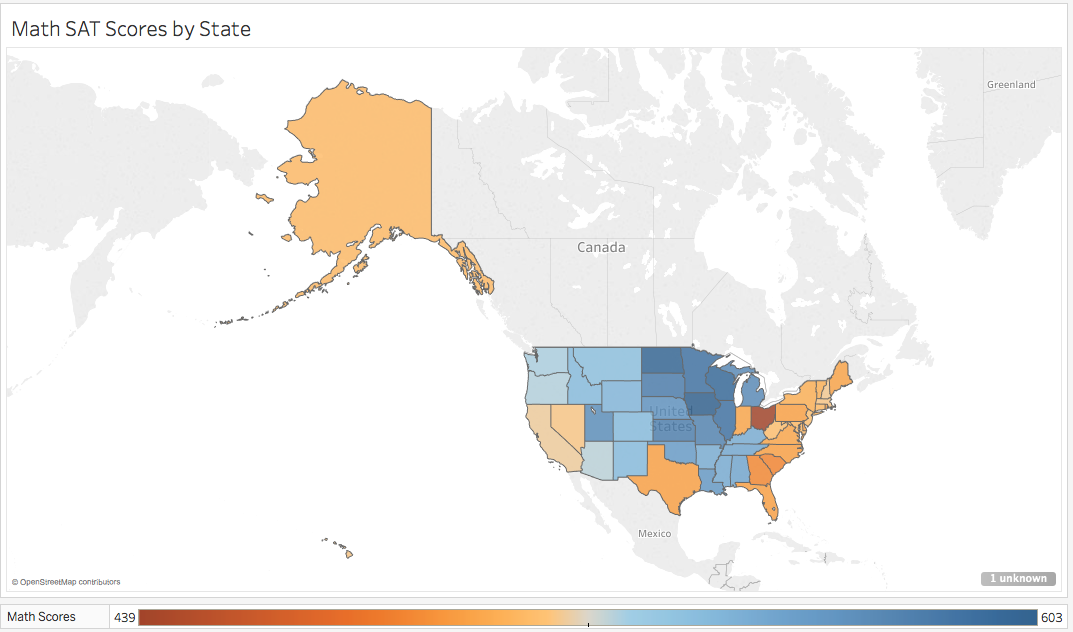 Math SAT Scores by State
Greenland
Canada
United
States
Mexico
© OpenStreetMap contributors
1 unknown
Math Scores
439
603